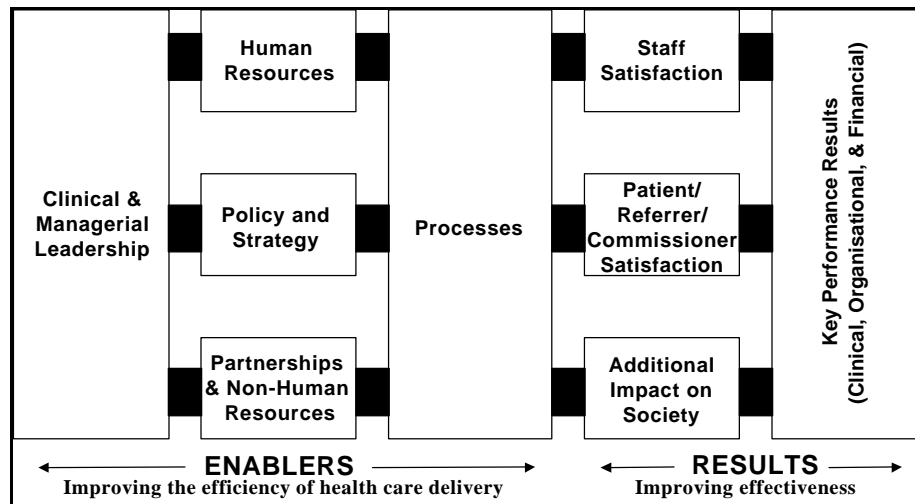 Clinical &
Managerial
Leadership
Human
Resources
Policy and
Strategy
Partnerships
& Non-Human
Resources
Processes
Staff
Satisfaction
Patient/
Referrer/
Commissioner
Satisfaction
Additional
Impact on
Society
Key Performance Results
(Clinical, Organisational, & Financial)
ENABLERS
Improving the efficiency of health care delivery
RESULTS
Improving effectiveness